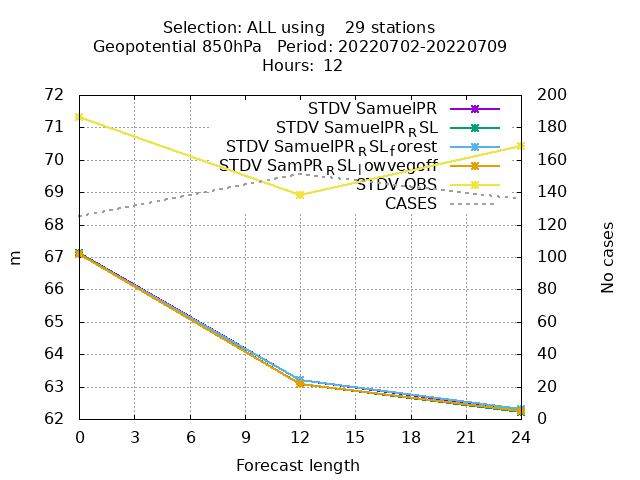 Selection: ALL using    29 stations
Geopotential 850hPa   Period: 20220702-20220709
Hours: 12
STDV SamuelPR
STDV SamuelPR_RSL
STDV SamuelPR_RSL_forest
STDV SamPR_RSL_lowvegoff
STDV OBS
CASES
72
71
70
69
68
67
66
65
64
63
62
200
180
160
140
120
100
80
60
40
20
0
m
No cases
0 3 6 9 12 15 18 21 24
Forecast length